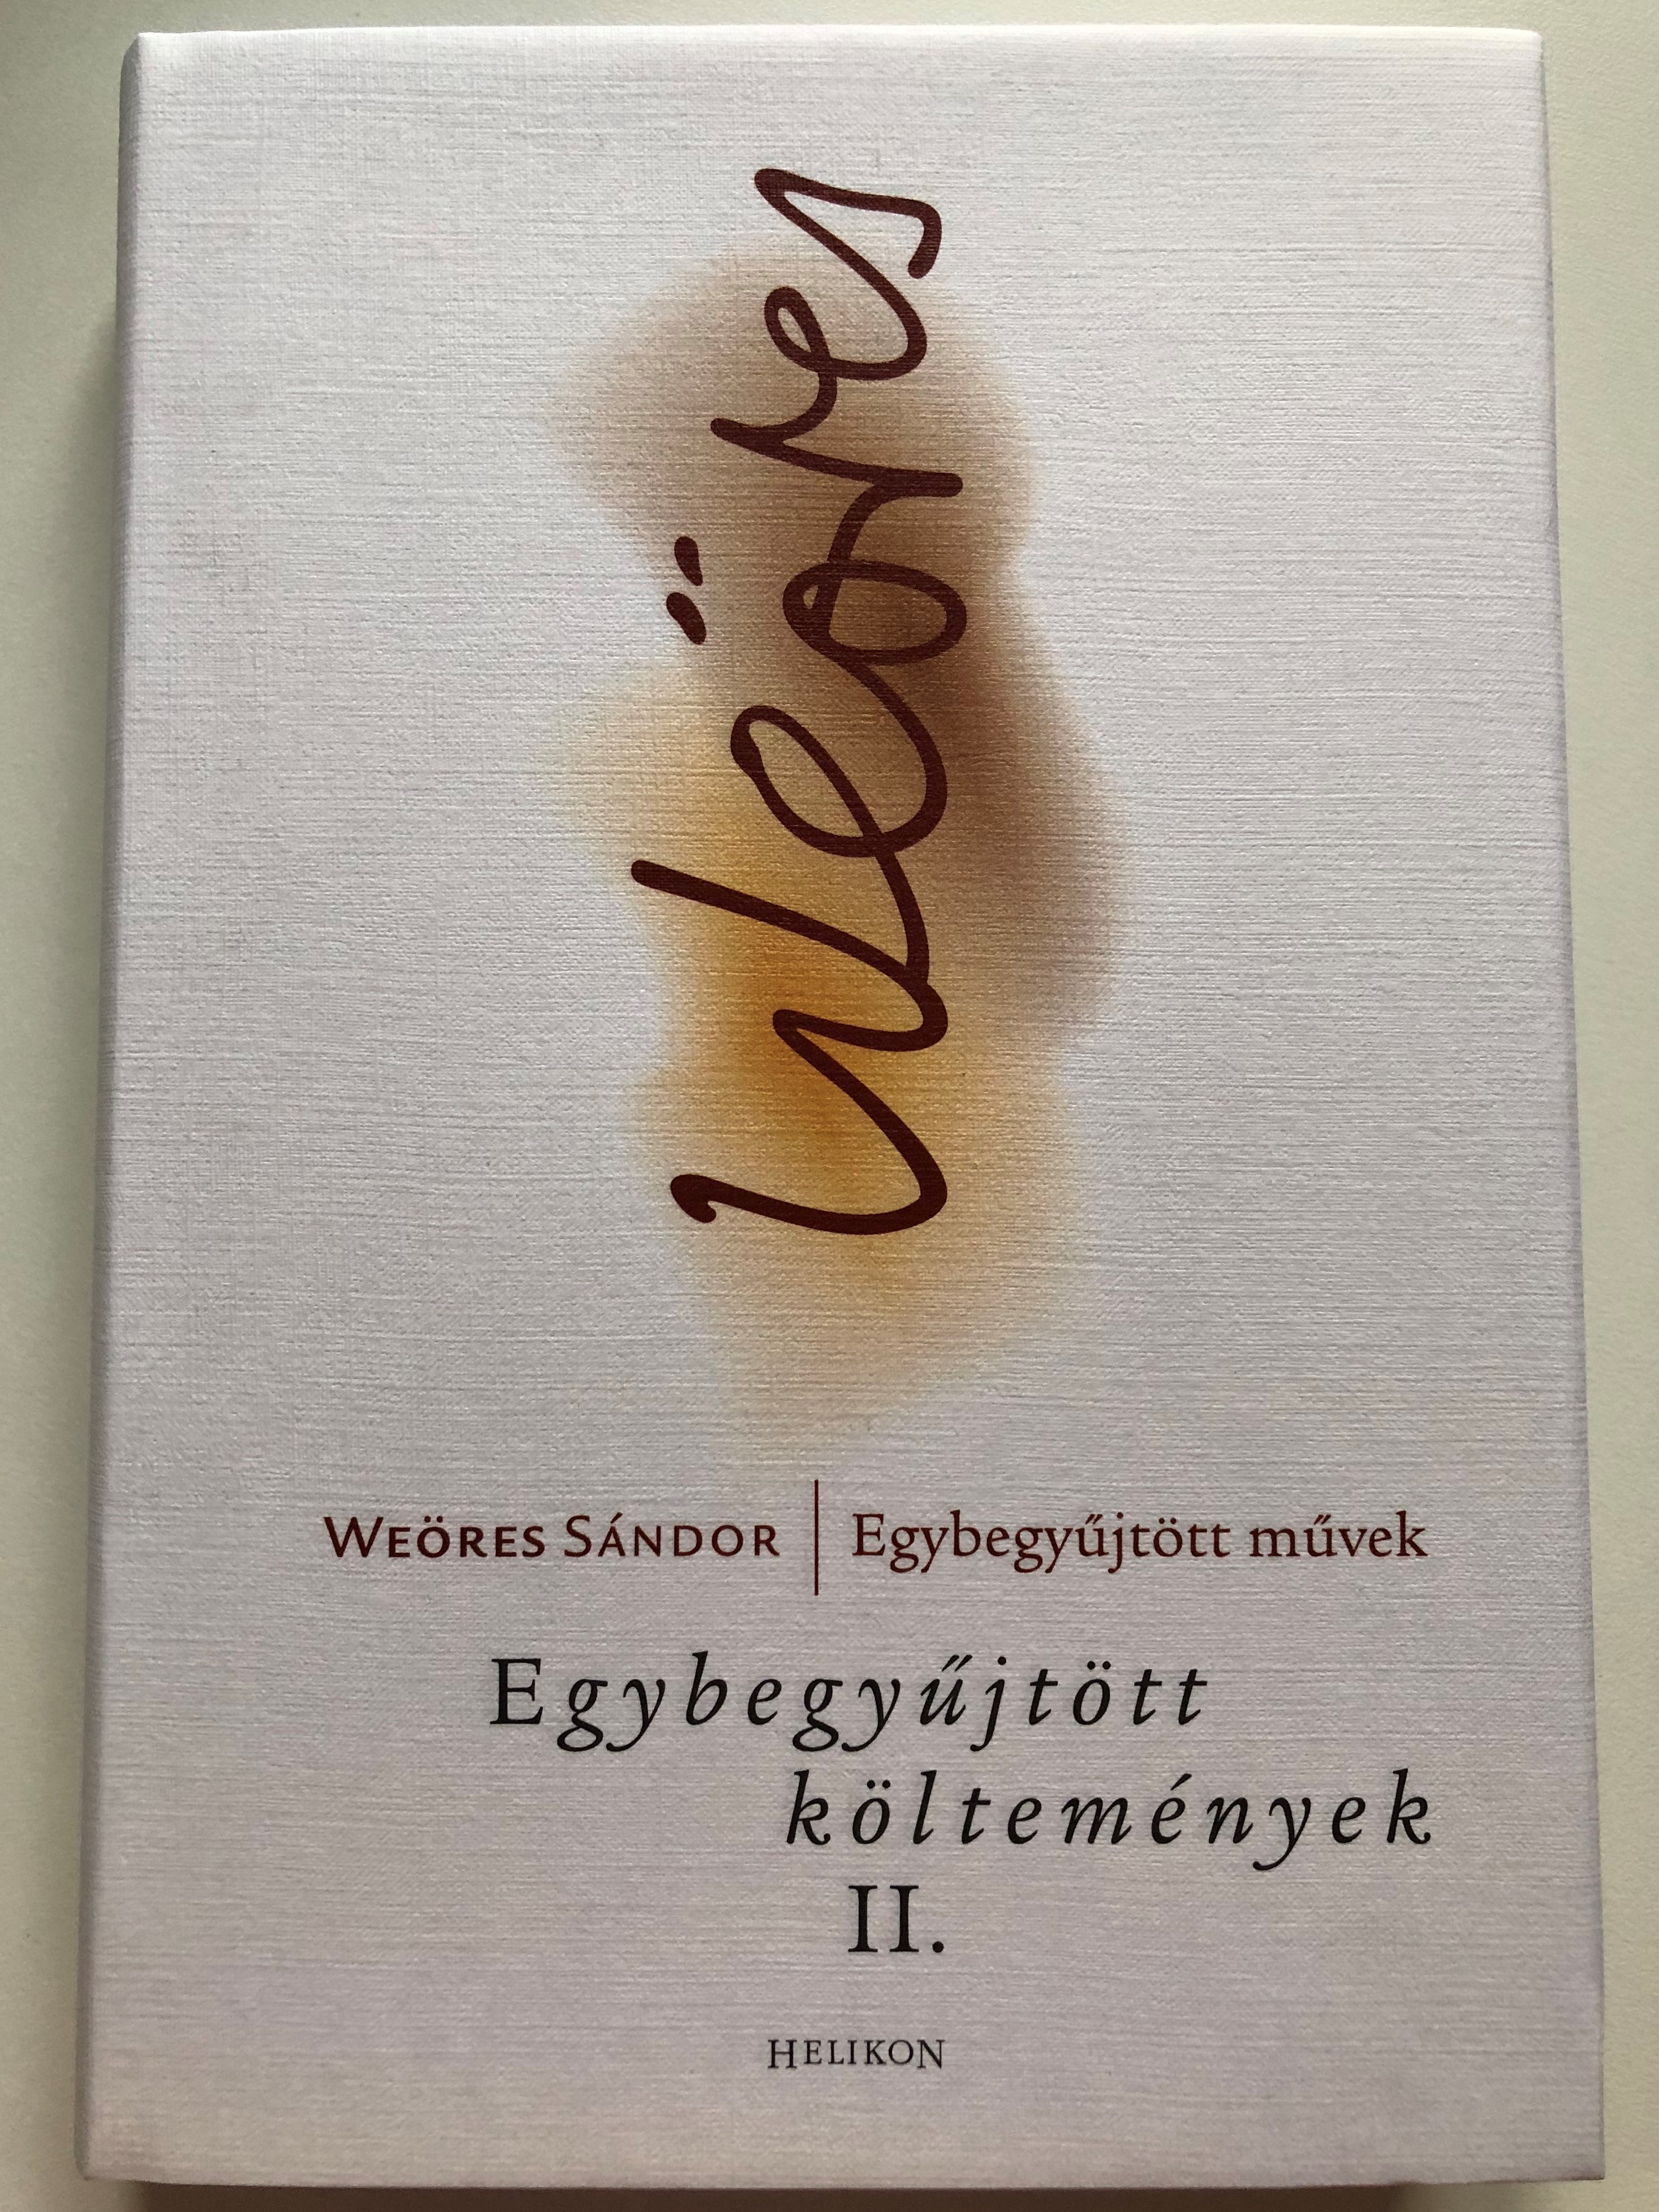 Weöres
WEÖRES SÁNDOR | Egybegyűjtött művek
Egybegyűjtött
költemények
II.
HELIKON